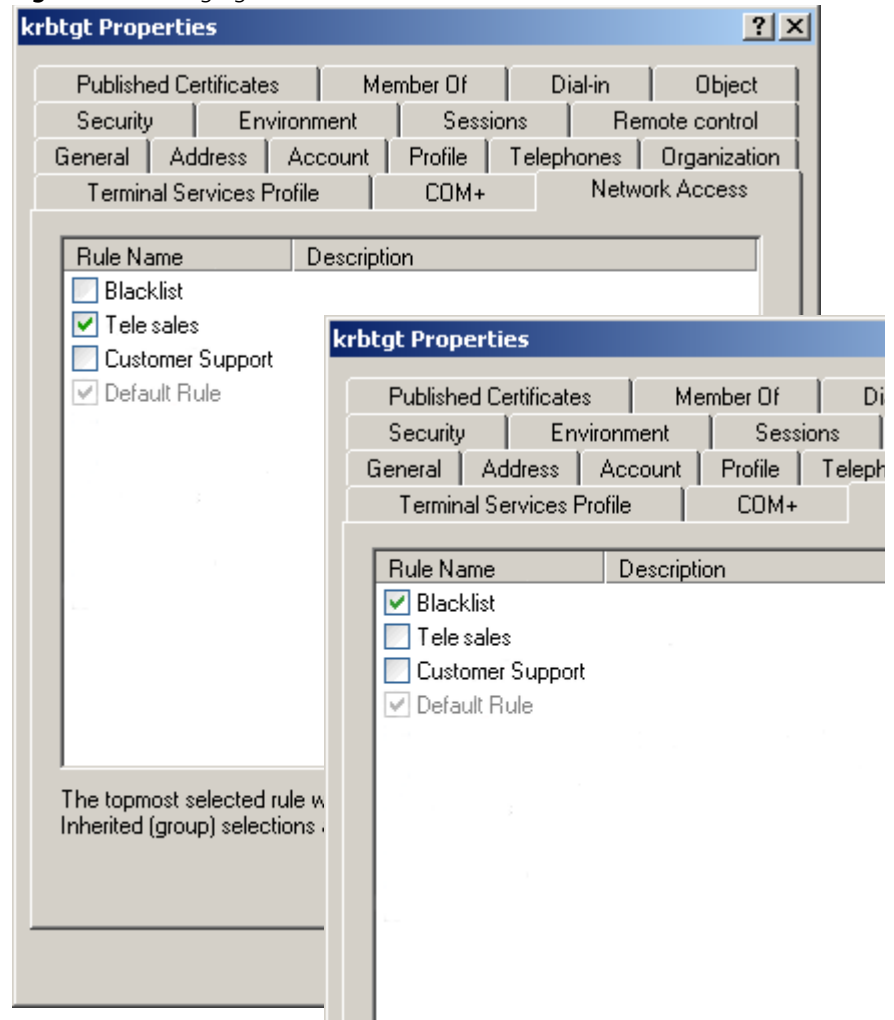 krbtgt Properties
Published Certificates Member Of Dial-in Object
Security Environment Sessions Remote control
General Address Account Profile Telephones Organization
Terminal Services Profile COM+ Network Access
Rule Name Description
Blacklist
Tele sales
Customer Support
Default Rule
The topmost selected rule
Inherited (group) selections
krbtgt Properties
Published Certificates Member Of
Security Environment Sessions
General Address Account Profile
Terminal Services Profile COM+
Rule Name Description
Blacklist
Tele sales
Customer Support
Default Rule